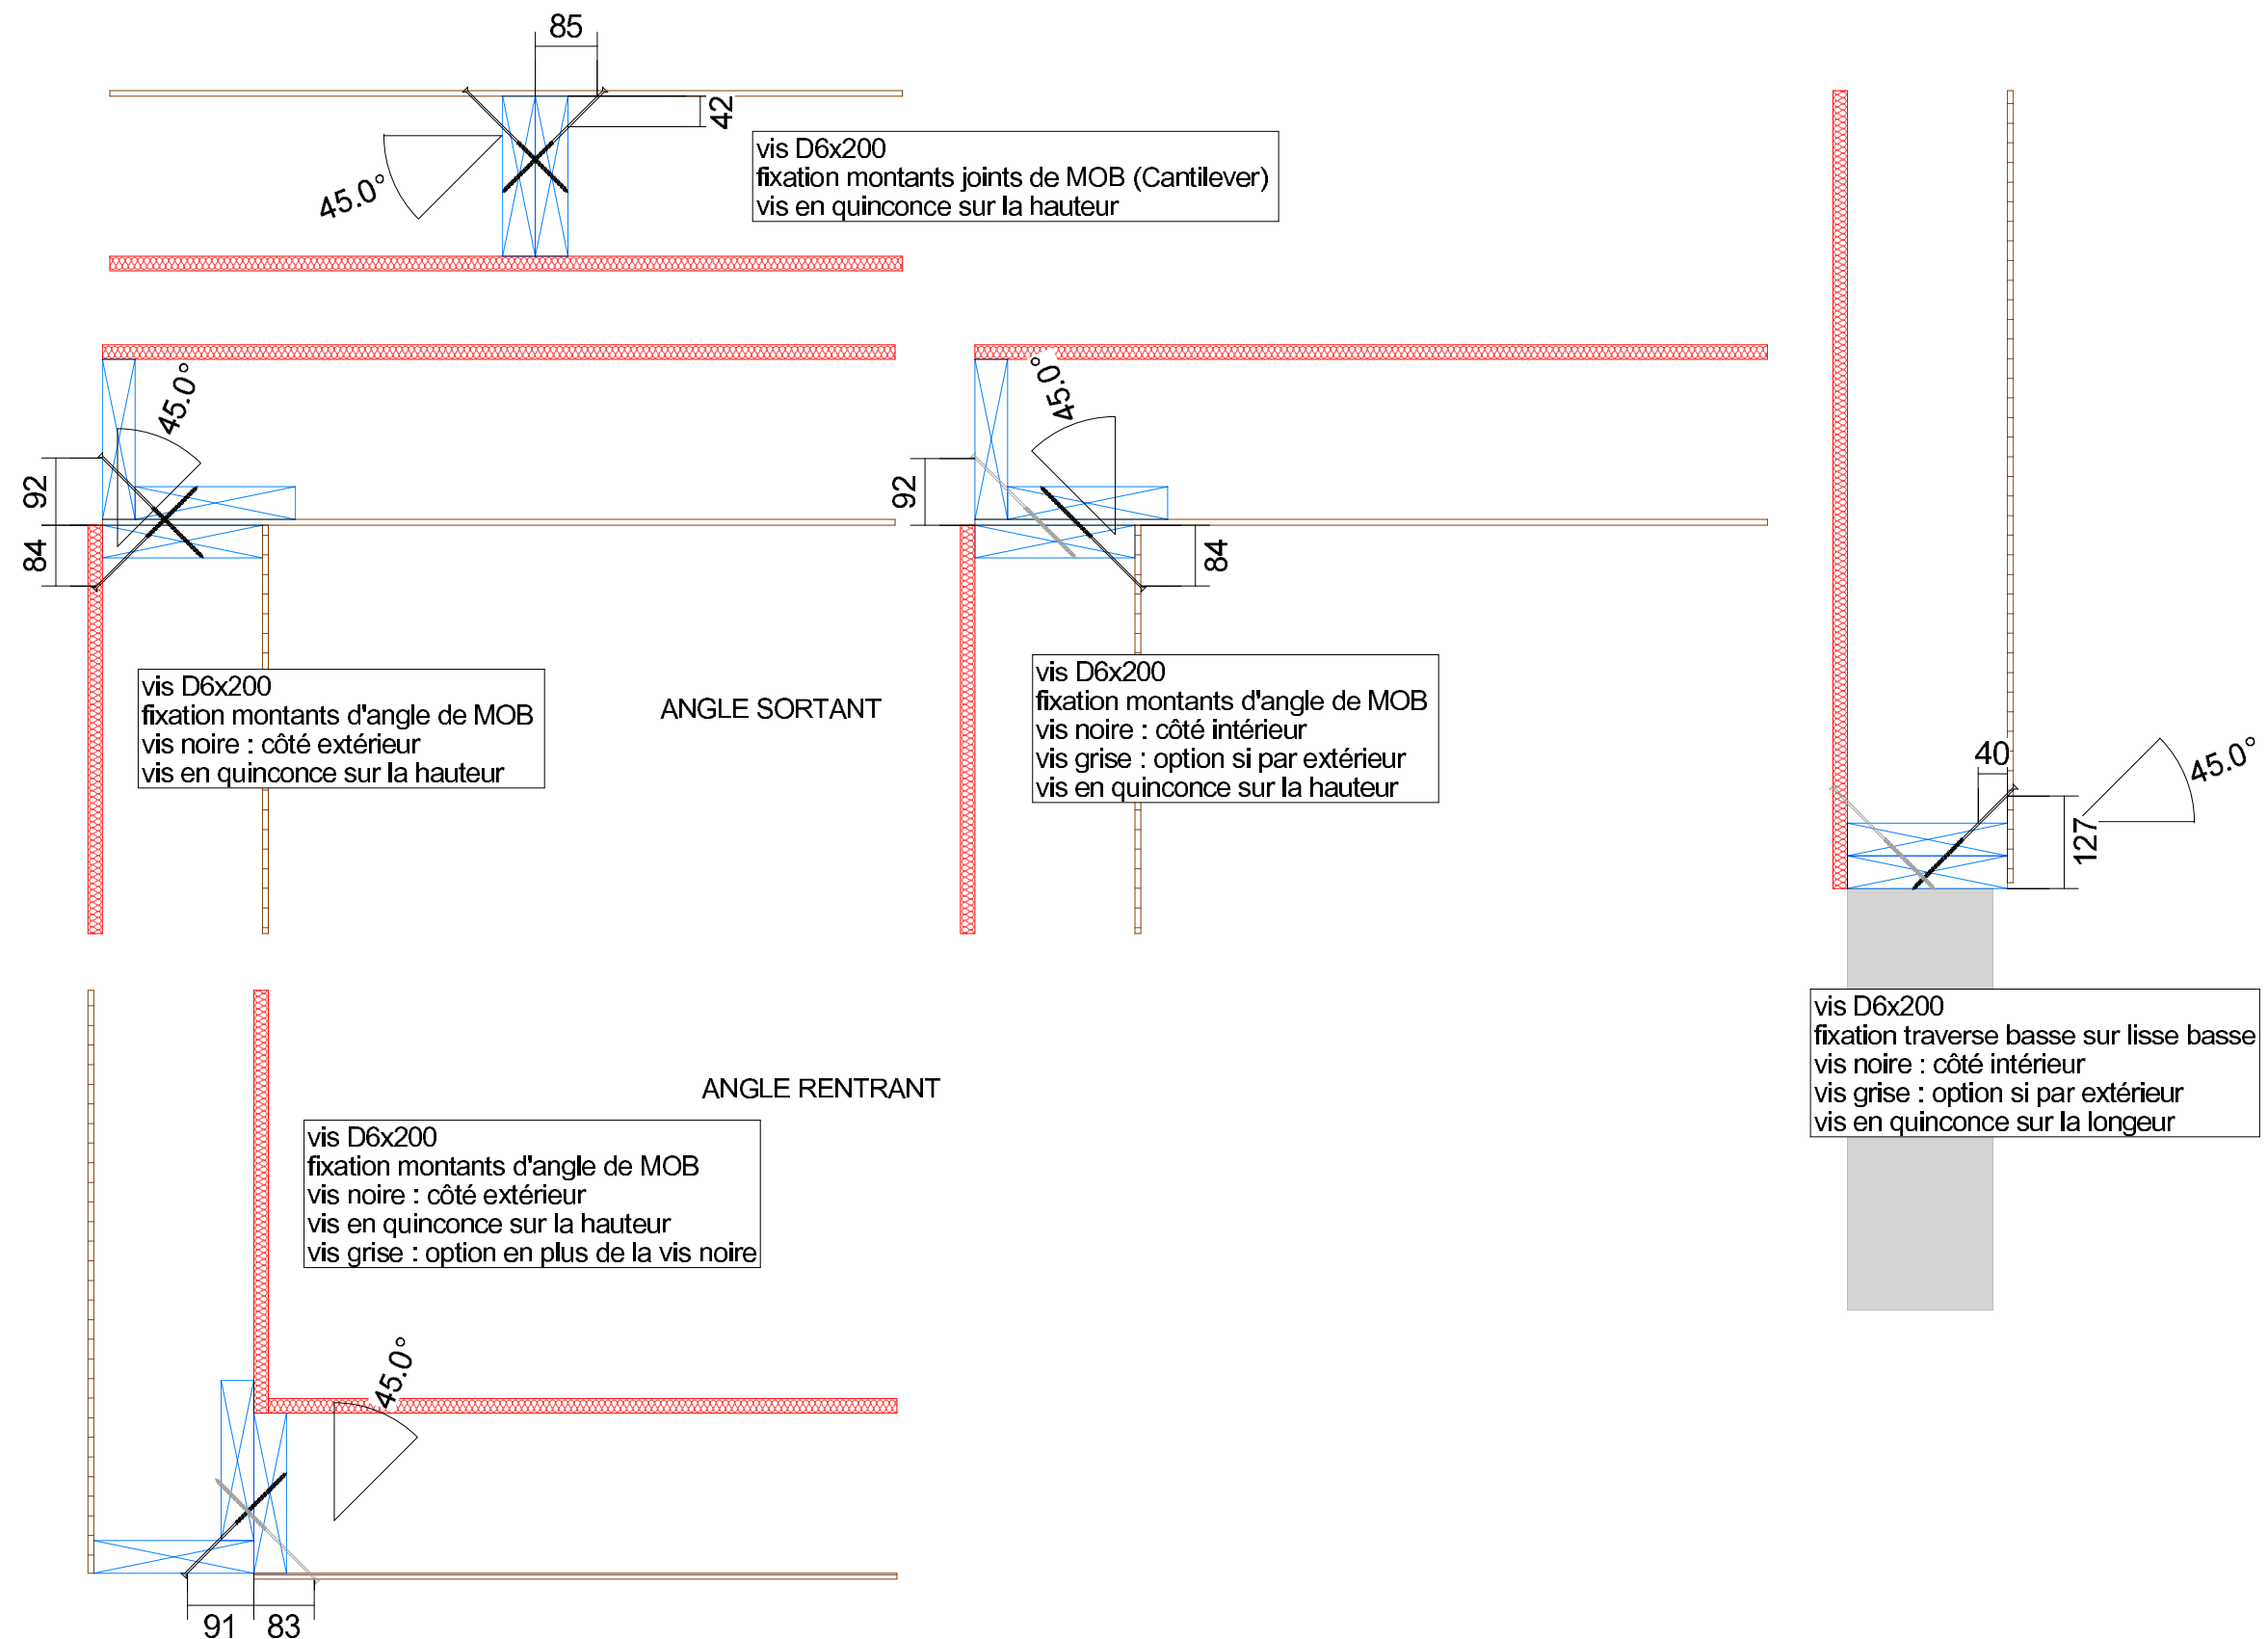 85
42
45.0°
vis D6x200
fixation montants joints de MOB (Cantilever)
vis en quinconce sur la hauteur
45.0°
92
84
vis D6x200
fixation montants d'angle de MOB
vis noire : côté extérieur
vis en quinconce sur la hauteur
ANGLE SORTANT
45.0°
92
84
vis D6x200
fixation montants d'angle de MOB
vis noire : côté intérieur
vis grise : option si par extérieur
vis en quinconce sur la hauteur
40
45.0°
127
vis D6x200
fixation traverse basse sur lisse basse
vis noire : côté intérieur
vis grise : option si par extérieur
vis en quinconce sur la longeur
ANGLE RENTRANT
vis D6x200
fixation montants d'angle de MOB
vis noire : côté extérieur
vis en quinconce sur la hauteur
vis grise : option en plus de la vis noire
45.0°
91
83